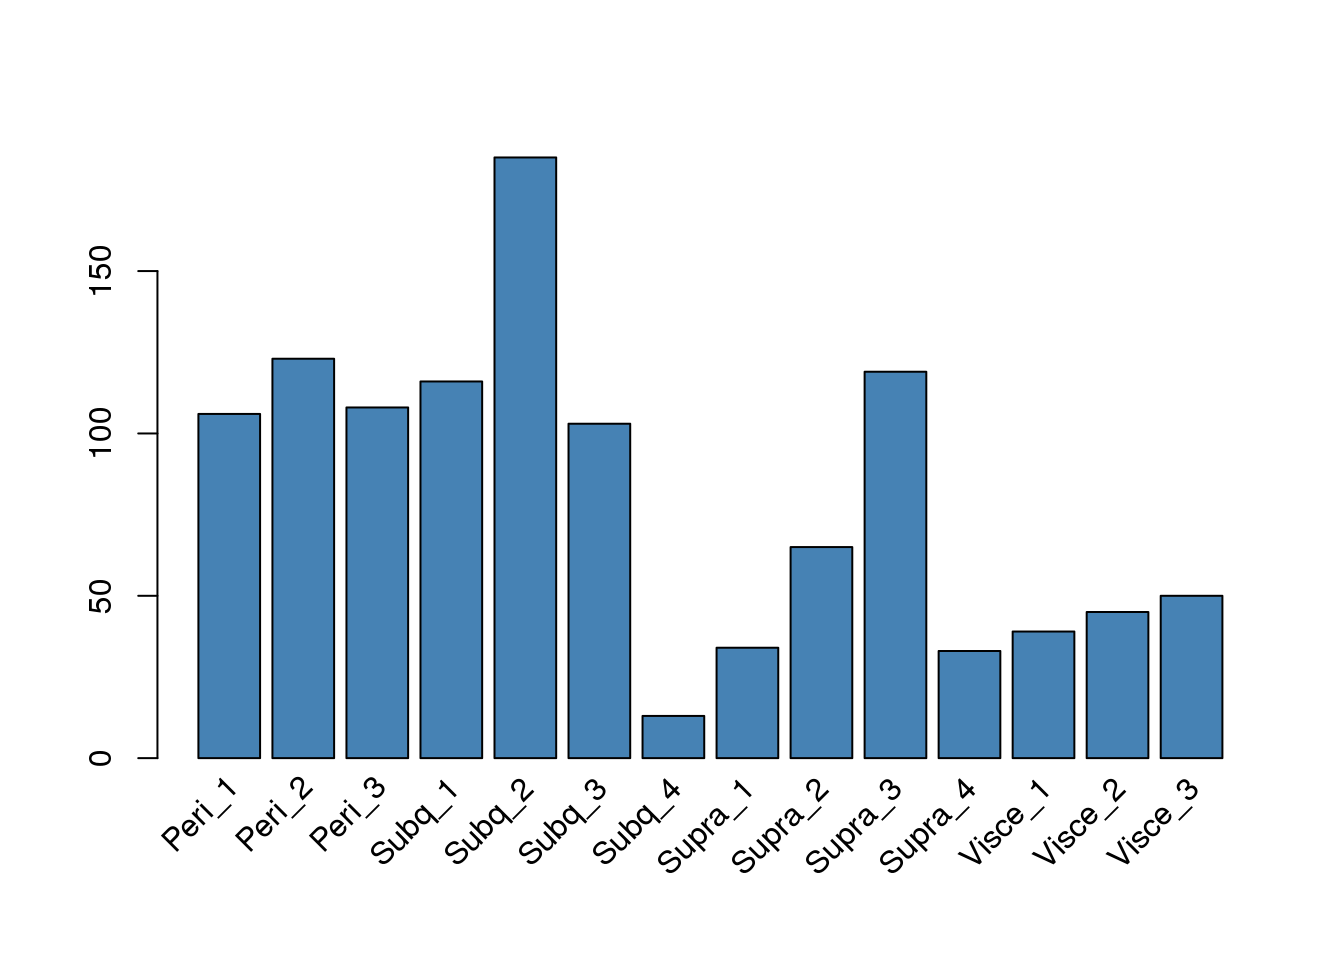 150
100
50
0
Peri_1
Peri_2
Peri_3
Subq_1
Subq_2
Subq_3
Subq_4
Supra_1
Supra_2
Supra_3
Supra_4
Visce_1
Visce_2
Visce_3